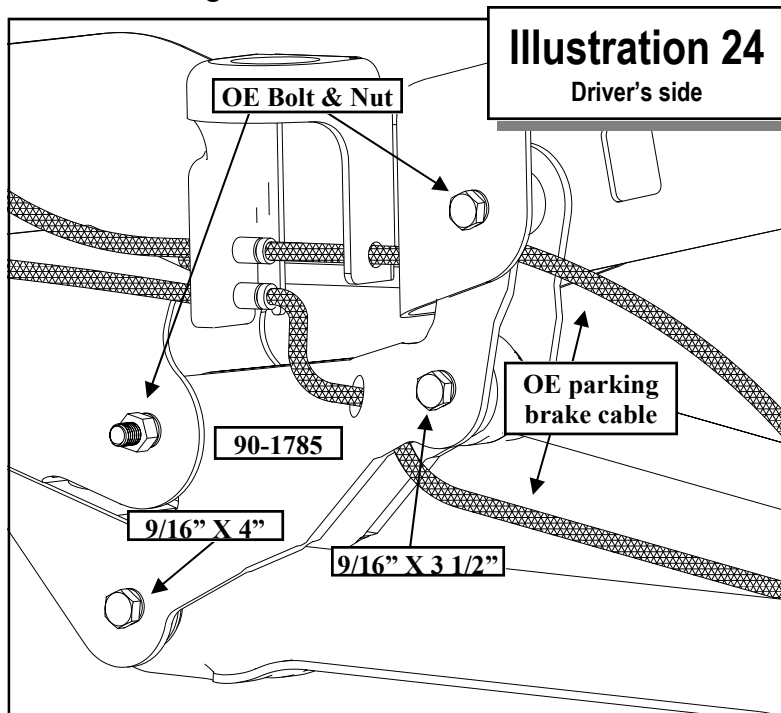 Illustration 24
Driver’s side
OE Bolt & Nut
OE parking
brake cable
90-1785
9/16” X 4”
9/16” X 3 1/2”